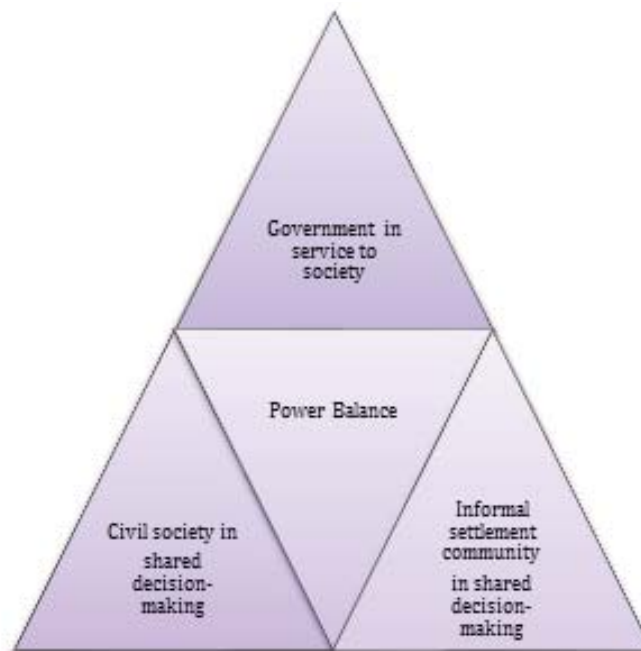 Government in
service to
society
Power Balance
Civil society in
shared
decision-
making
Informal
settlement
community
in shared
decision-
making